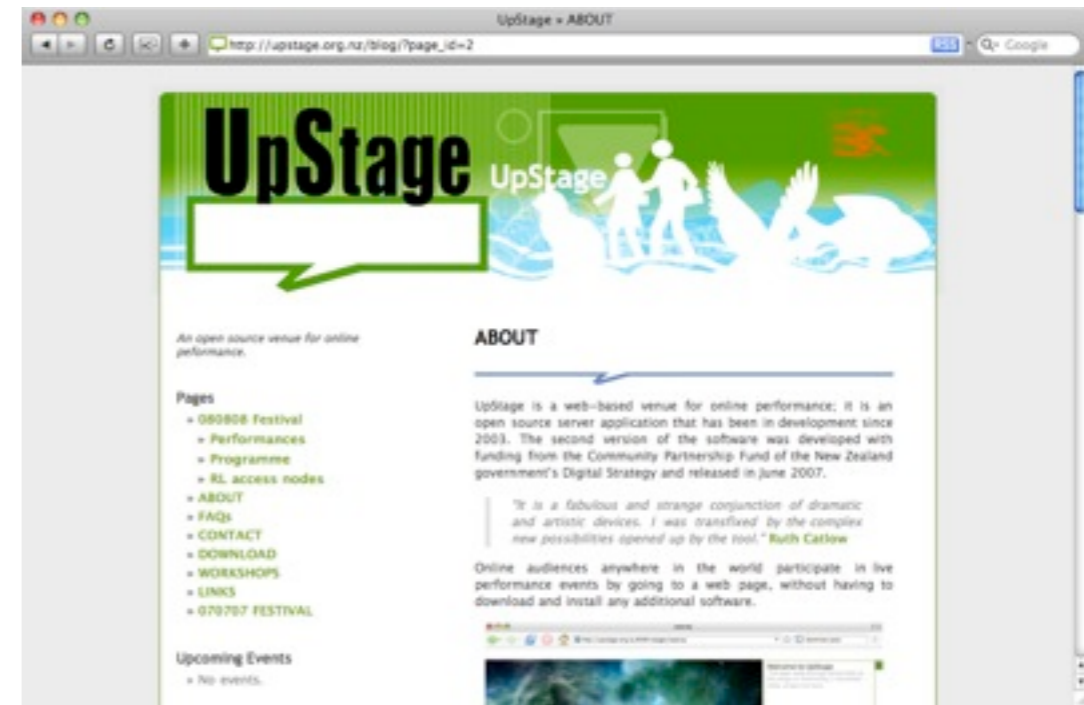 UpStage » ABOUT
http://upstage.org.nz/blog/?page_id=2
RSS
Google
UpStage
UpStage
An open source venue for online
peformance.
Pages
» 080808 Festival
» Performances
» Programme
» RL access nodes
» ABOUT
» FAQs
» CONTACT
» DOWNLOAD
» WORKSHOPS
» LINKS
» 070707 FESTIVAL
Upcoming Events
» No events.
ABOUT
UpStage is a web-based venue for online performance; it is an
open source server application that has been in development since
2003. The second version of the software was developed with
funding from the Community Partnership Fund of the New Zealand
government's Digital Strategy and released in June 2007.
"It is a fabulous and strange conjunction of dramatic
and artistic devices. I was transfixed by the complex
new possibilities opened up by the tool." Ruth Catlow
Online audiences anywhere in the world participate in live
performance events by going to a web page, without having to
download and install any additional software.